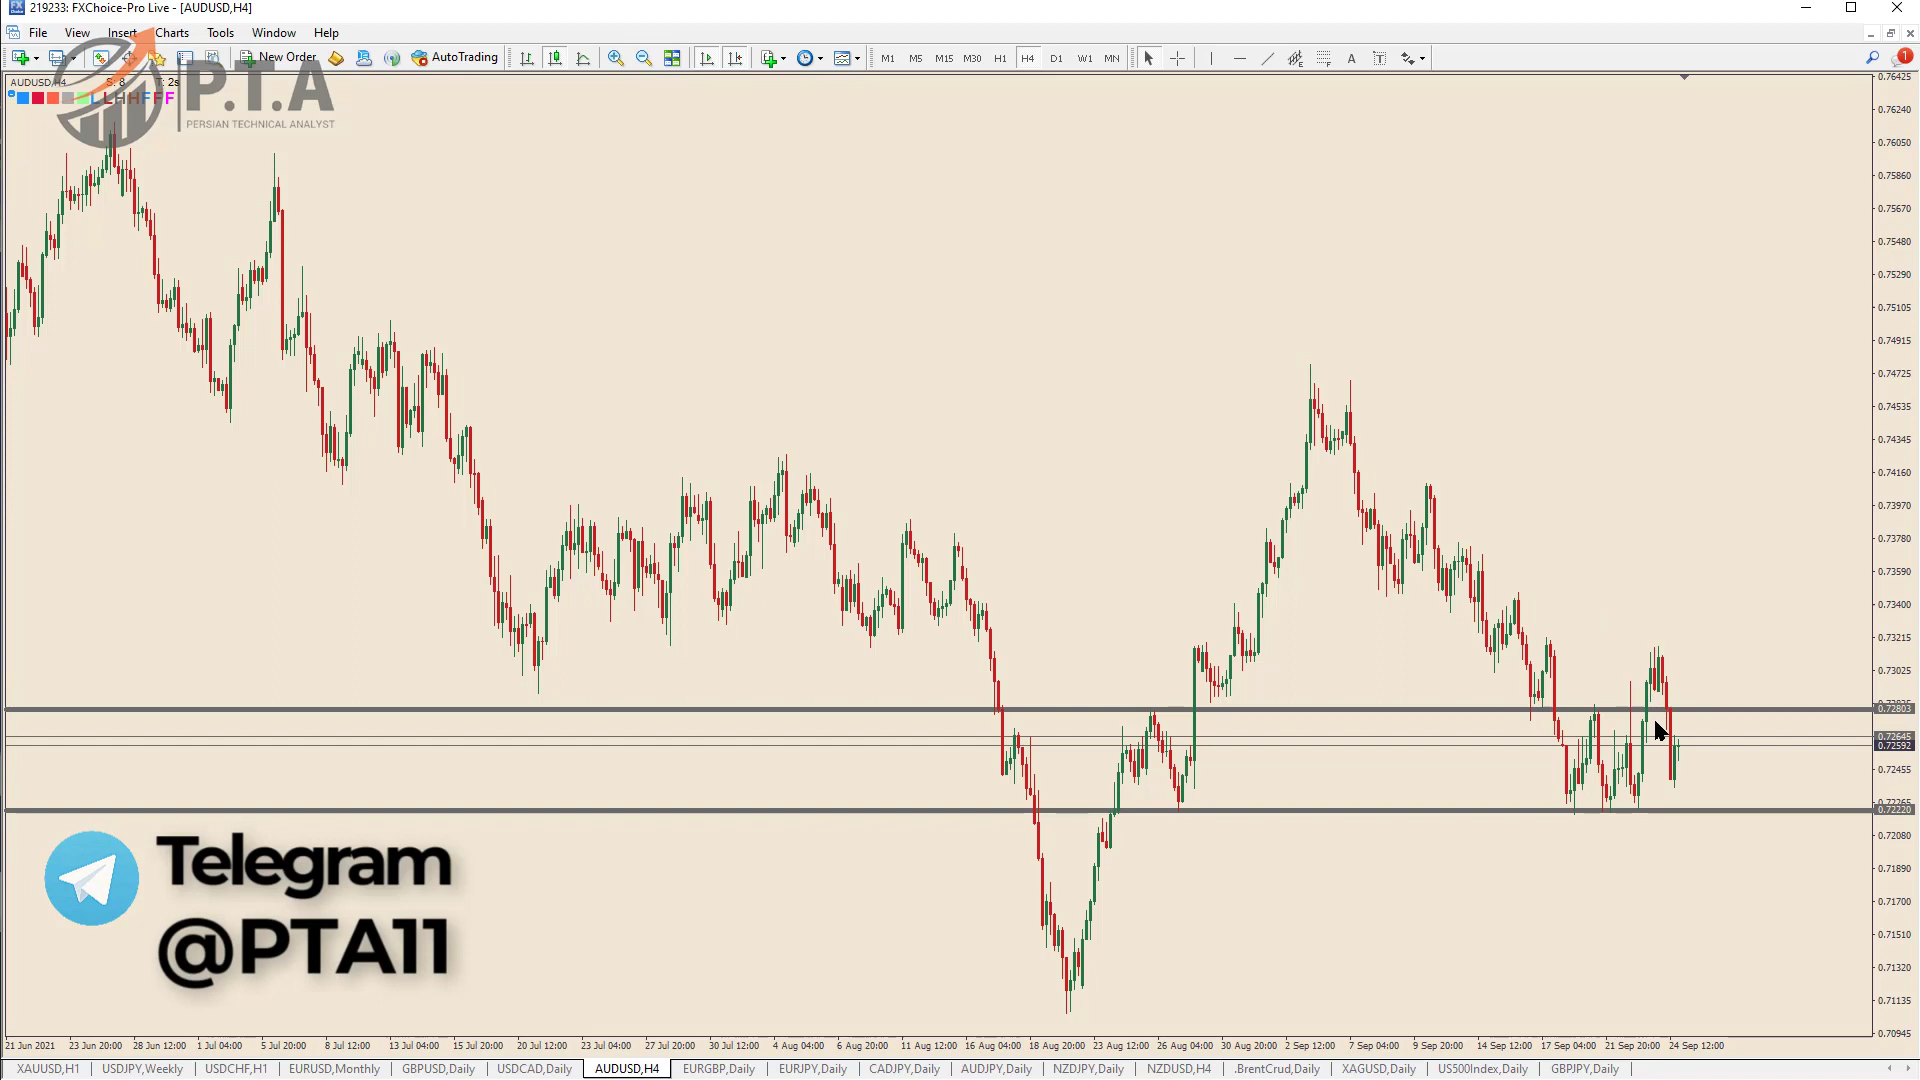 219233: FXChoice-Pro Live - [AUDUSD,H4]
File View Insert Charts Tools Window Help
New Order AutoTrading M1 M5 M15 M30 H1 H4 D1 W1 MN A T 1
AUDUSD,H4 S: 8 T: 2s
L L H H F F F
P.T.A
PERSIAN TECHNICAL ANALYST
0.76425
0.76240
0.76050
0.75860
0.75670
0.75480
0.75290
0.75105
0.74915
0.74725
0.74535
0.74345
0.74160
0.73970
0.73780
0.73590
0.73400
0.73215
0.73025
0.72803
0.72645
0.72592
0.72455
0.72265
0.72220
0.72080
0.71890
0.71700
0.71510
0.71320
0.71135
0.70945
Telegram
@PTA11
21 Jun 2021 23 Jun 20:00 28 Jun 12:00 1 Jul 04:00 5 Jul 20:00 8 Jul 12:00 13 Jul 04:00 15 Jul 20:00 20 Jul 12:00 23 Jul 04:00 27 Jul 20:00 30 Jul 12:00 4 Aug 04:00 6 Aug 20:00 11 Aug 12:00 16 Aug 04:00 18 Aug 20:00 23 Aug 12:00 26 Aug 04:00 30 Aug 20:00 2 Sep 12:00 7 Sep 04:00 9 Sep 20:00 14 Sep 12:00 17 Sep 04:00 21 Sep 20:00 24 Sep 12:00
XAUUSD,H1 USDJPY,Weekly USDCHF,H1 EURUSD,Monthly GBPUSD,Daily USDCAD,Daily AUDUSD,H4 EURGBP,Daily EURJPY,Daily CADJPY,Daily AUDJPY,Daily NZDJPY,Daily NZDUSD,H4 .BrentCrud,Daily XAGUSD,Daily US500Index,Daily GBPJPY,Daily